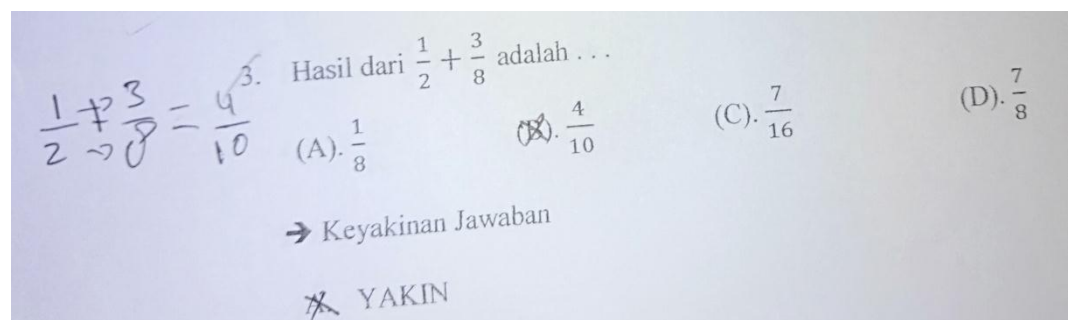 3. Hasil dari 1/2 + 3/8 adalah . . .
1/2 + 3/8 = 4/10
(A). 1/8 (B). 4/10 (C). 7/16 (D). 7/8
➔ Keyakinan Jawaban
A. YAKIN